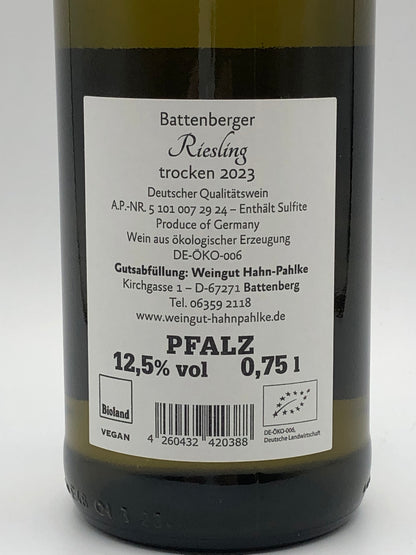 Battenberger
Riesling
trocken 2023
Deutscher Qualitätswein
A.P.-NR. 5 101 007 29 24 – Enthält Sulfite
Produce of Germany
Wein aus ökologischer Erzeugung
DE-ÖKO-006
Gutsabfüllung: Weingut Hahn-Pahlke
Kirchgasse 1 – D-67271 Battenberg
Tel. 06359 2118
www.weingut-hahnpahlke.de
PFALZ
12,5% vol 0,75 l
Bioland
VEGAN
4 260432 420388
DE-ÖKO-006,
Deutsche Landwirtschaft